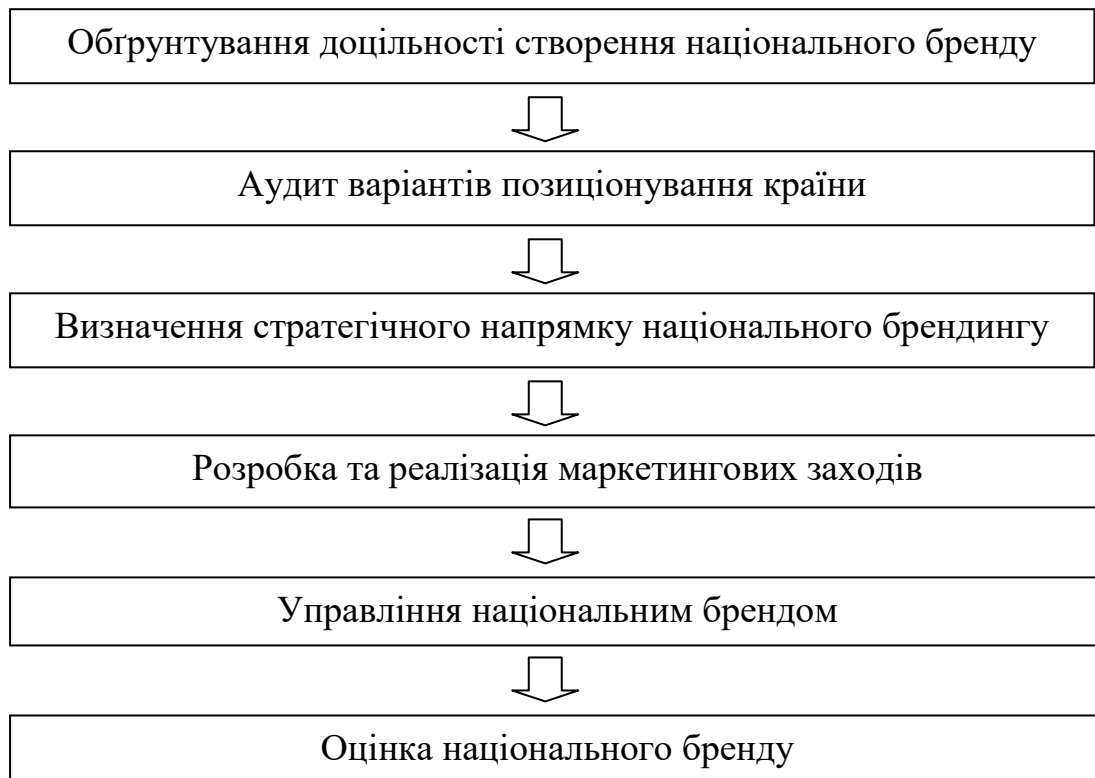 Обґрунтування доцільності створення національного бренду
Аудит варіантів позиціонування країни
Визначення стратегічного напрямку національного брендингу
Розробка та реалізація маркетингових заходів
Управління національним брендом
Оцінка національного бренду